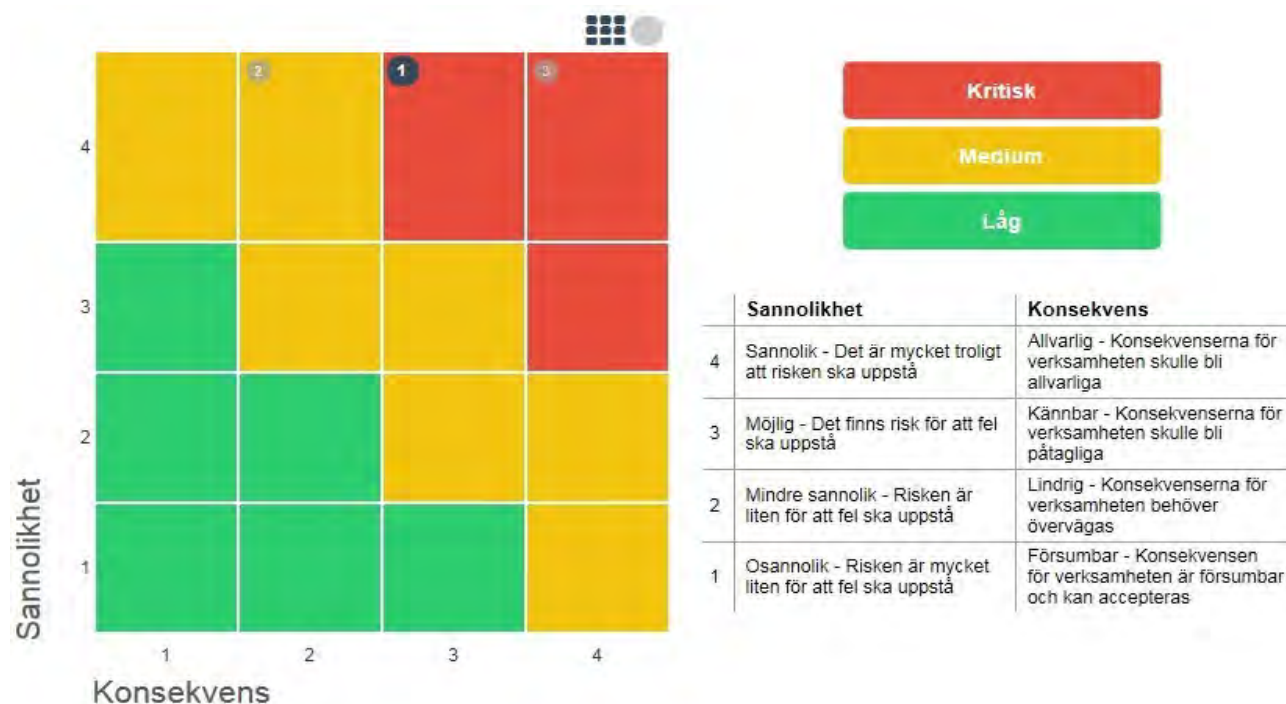 2
1
3
4
3
2
1
Sannolikhet
1
2
3
4
Konsekvens
Kritisk
Medium
Låg
Sannolikhet
Konsekvens
4
Sannolik - Det är mycket troligt
att risken ska uppstå
Allvarlig - Konsekvenserna för
verksamheten skulle bli
allvarliga
3
Möjlig - Det finns risk för att fel
ska uppstå
Kännbar - Konsekvenserna för
verksamheten skulle bli
påtagliga
2
Mindre sannolik - Risken är
liten för att fel ska uppstå
Lindrig - Konsekvenserna för
verksamheten behöver
övervägas
1
Osannolik - Risken är mycket
liten för att fel ska uppstå
Försumbar - Konsekvensen
för verksamheten är försumbar
och kan accepteras